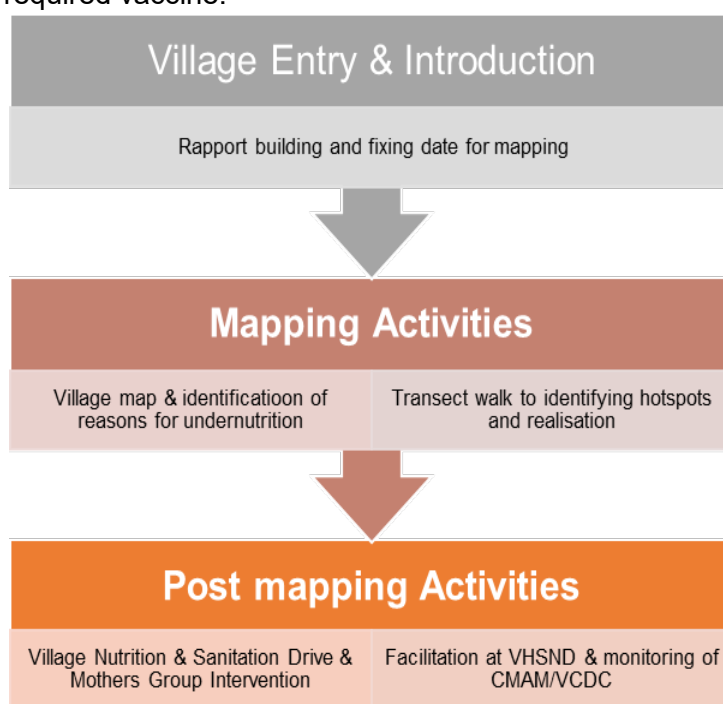 required vaccine.
Village Entry & Introduction
Rapport building and fixing date for mapping
Mapping Activities
Village map & identificatioon of
reasons for undernutrition
Transect walk to identifying hotspots
and realisation
Post mapping Activities
Village Nutrition & Sanitation Drive &
Mothers Group Intervention
Facilitation at VHSND & monitoring of
CMAM/VCDC